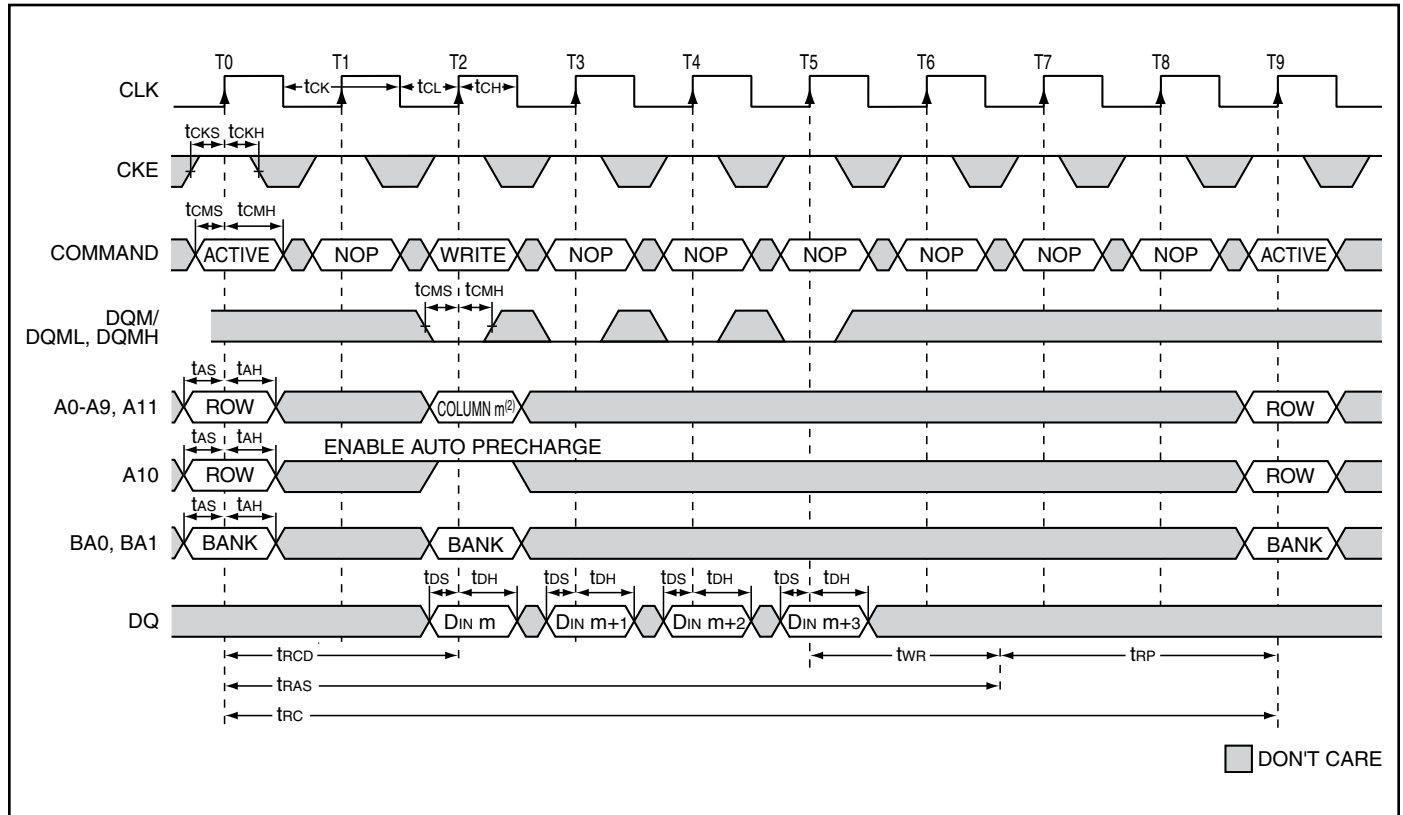 T0 T1 T2 T3 T4 T5 T6 T7 T8 T9
CLK tCK tCL tCH
tCKS tCKH
CKE
tCMS tCMH
COMMAND ACTIVE NOP WRITE NOP NOP NOP NOP NOP NOP ACTIVE
tCMS tCMH
DQM/
DQML, DQMH
tAS tAH
A0-A9, A11 ROW COLUMN m(2) ROW
tAS tAH ENABLE AUTO PRECHARGE
A10 ROW ROW
tAS tAH
BA0, BA1 BANK BANK BANK
tDS tDH tDS tDH tDS tDH tDS tDH
DQ DIN m DIN m+1 DIN m+2 DIN m+3
tRCD tWR tRP
tRAS
tRC
DON'T CARE